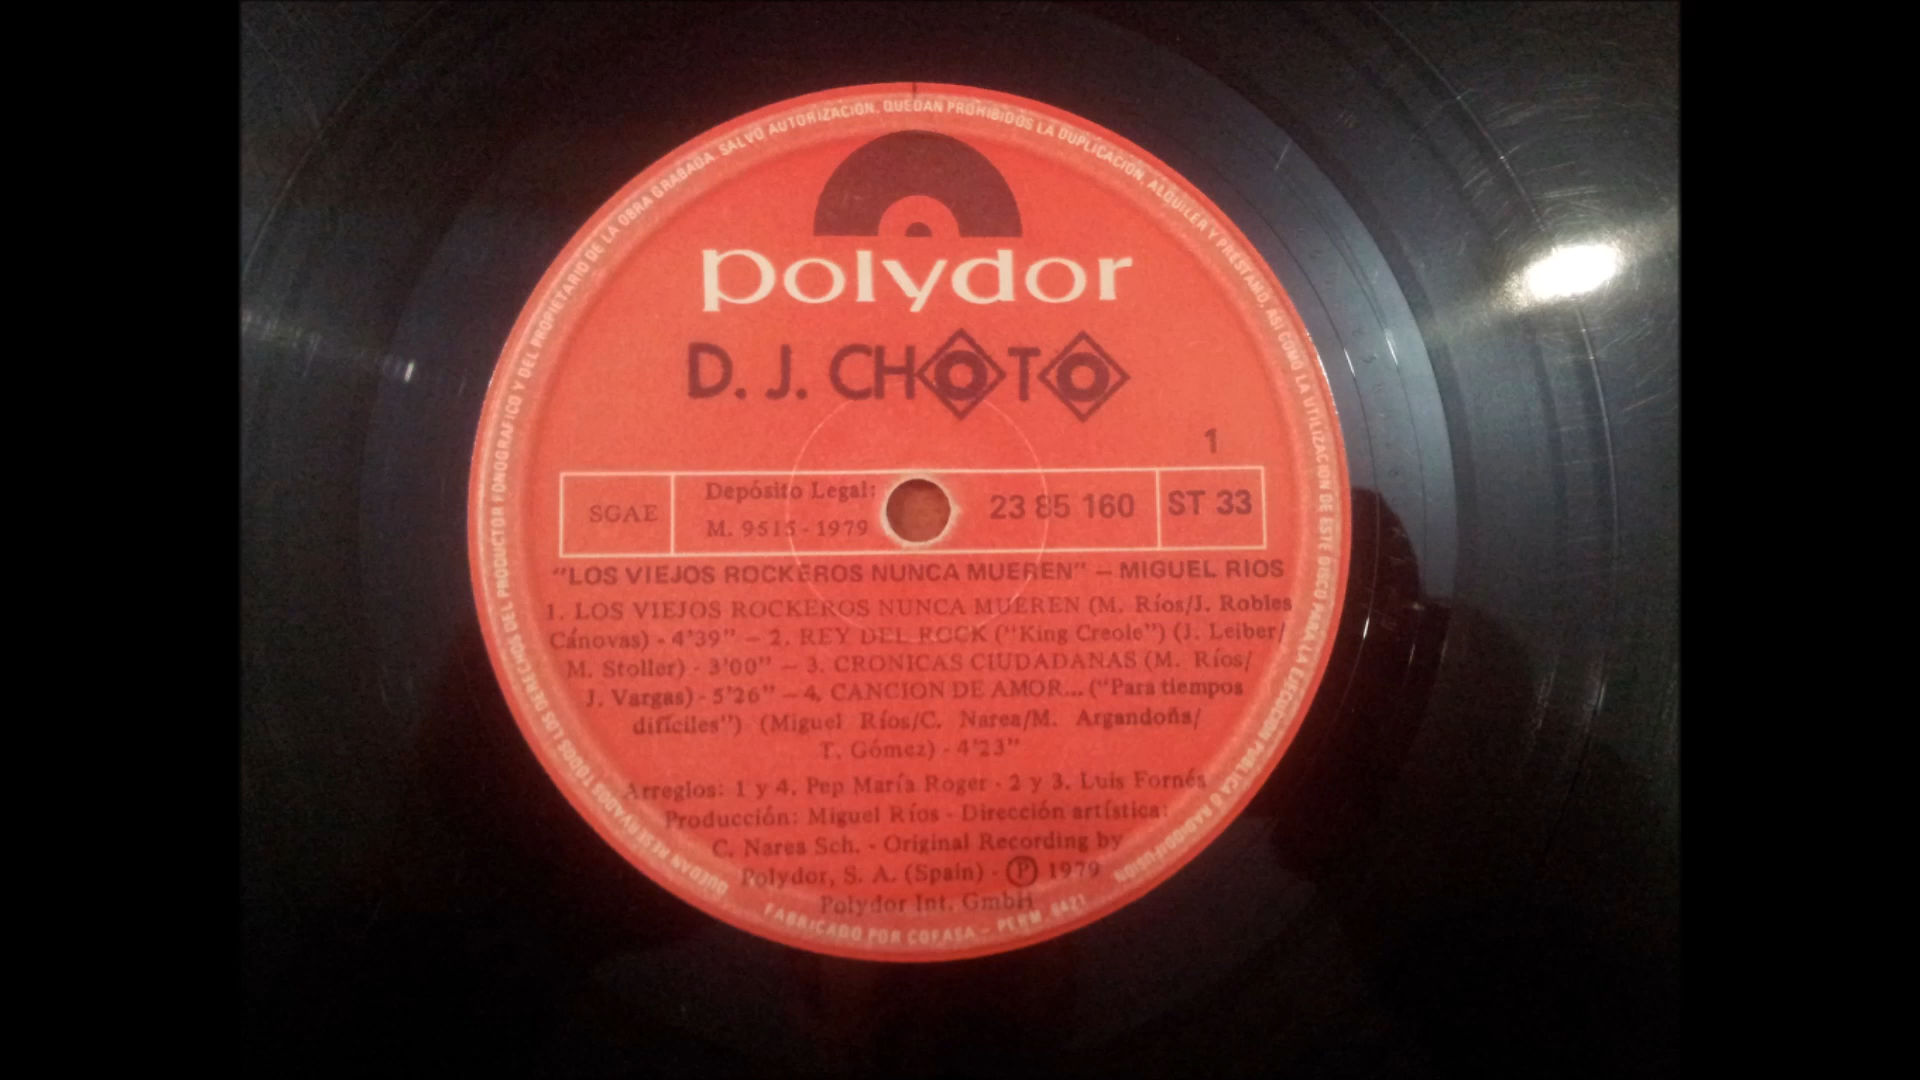 QUEDAN RESERVADOS TODOS LOS DERECHOS DEL PRODUCTOR FONOGRAFICO Y DEL PROPIETARIO DE LA OBRA GRABADA. SALVO AUTORIZACION, QUEDAN PROHIBIDOS LA DUPLICACION, ALQUILER Y PRESTAMO, ASI COMO LA UTILIZACION DE ESTE DISCO PARA LA EJECUCION PUBLICA O RADIODIFUSION
polydor
D. J. CHOTO
1
SGAE
Depósito Legal:
M. 9515 - 1979
23 85 160
ST 33
"LOS VIEJOS ROCKEROS NUNCA MUEREN" – MIGUEL RIOS
1. LOS VIEJOS ROCKEROS NUNCA MUEREN (M. Ríos/J. Robles
Cánovas) - 4'39" – 2. REY DEL ROCK ("King Creole") (J. Leiber/
M. Stoller) - 3'00" – 3. CRONICAS CIUDADANAS (M. Ríos/
J. Vargas) - 5'26" – 4. CANCION DE AMOR... ("Para tiempos
difíciles") (Miguel Ríos/C. Narea/M. Argandoña/
T. Gómez) - 4'23"
Arreglos: 1 y 4. Pep María Roger - 2 y 3. Luis Fornés
Producción: Miguel Ríos - Dirección artística:
C. Narea Sch. - Original Recording by
Polydor, S. A. (Spain) - Ⓟ 1979
Polydor Int. GmbH
FABRICADO POR COFASA – PERM. 6421